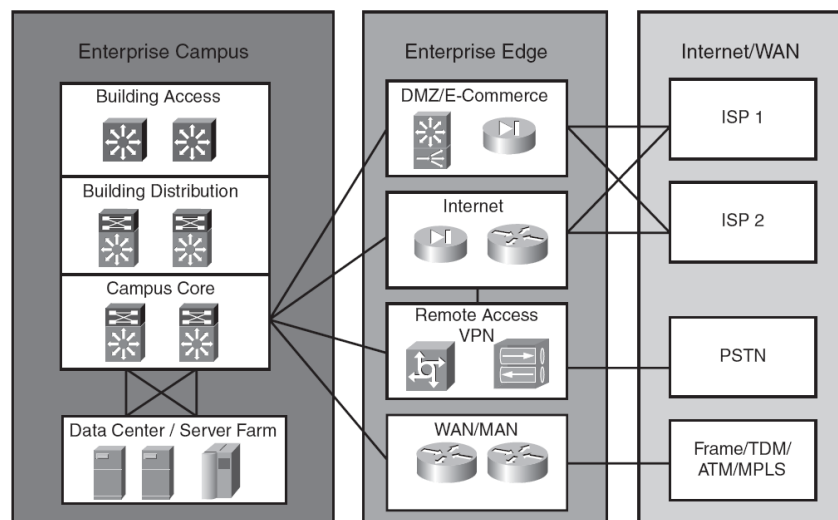 Enterprise Campus
Building Access
Building Distribution
Campus Core
Data Center / Server Farm
Enterprise Edge
DMZ/E-Commerce
Internet
Remote Access
VPN
WAN/MAN
Internet/WAN
ISP 1
ISP 2
PSTN
Frame/TDM/
ATM/MPLS